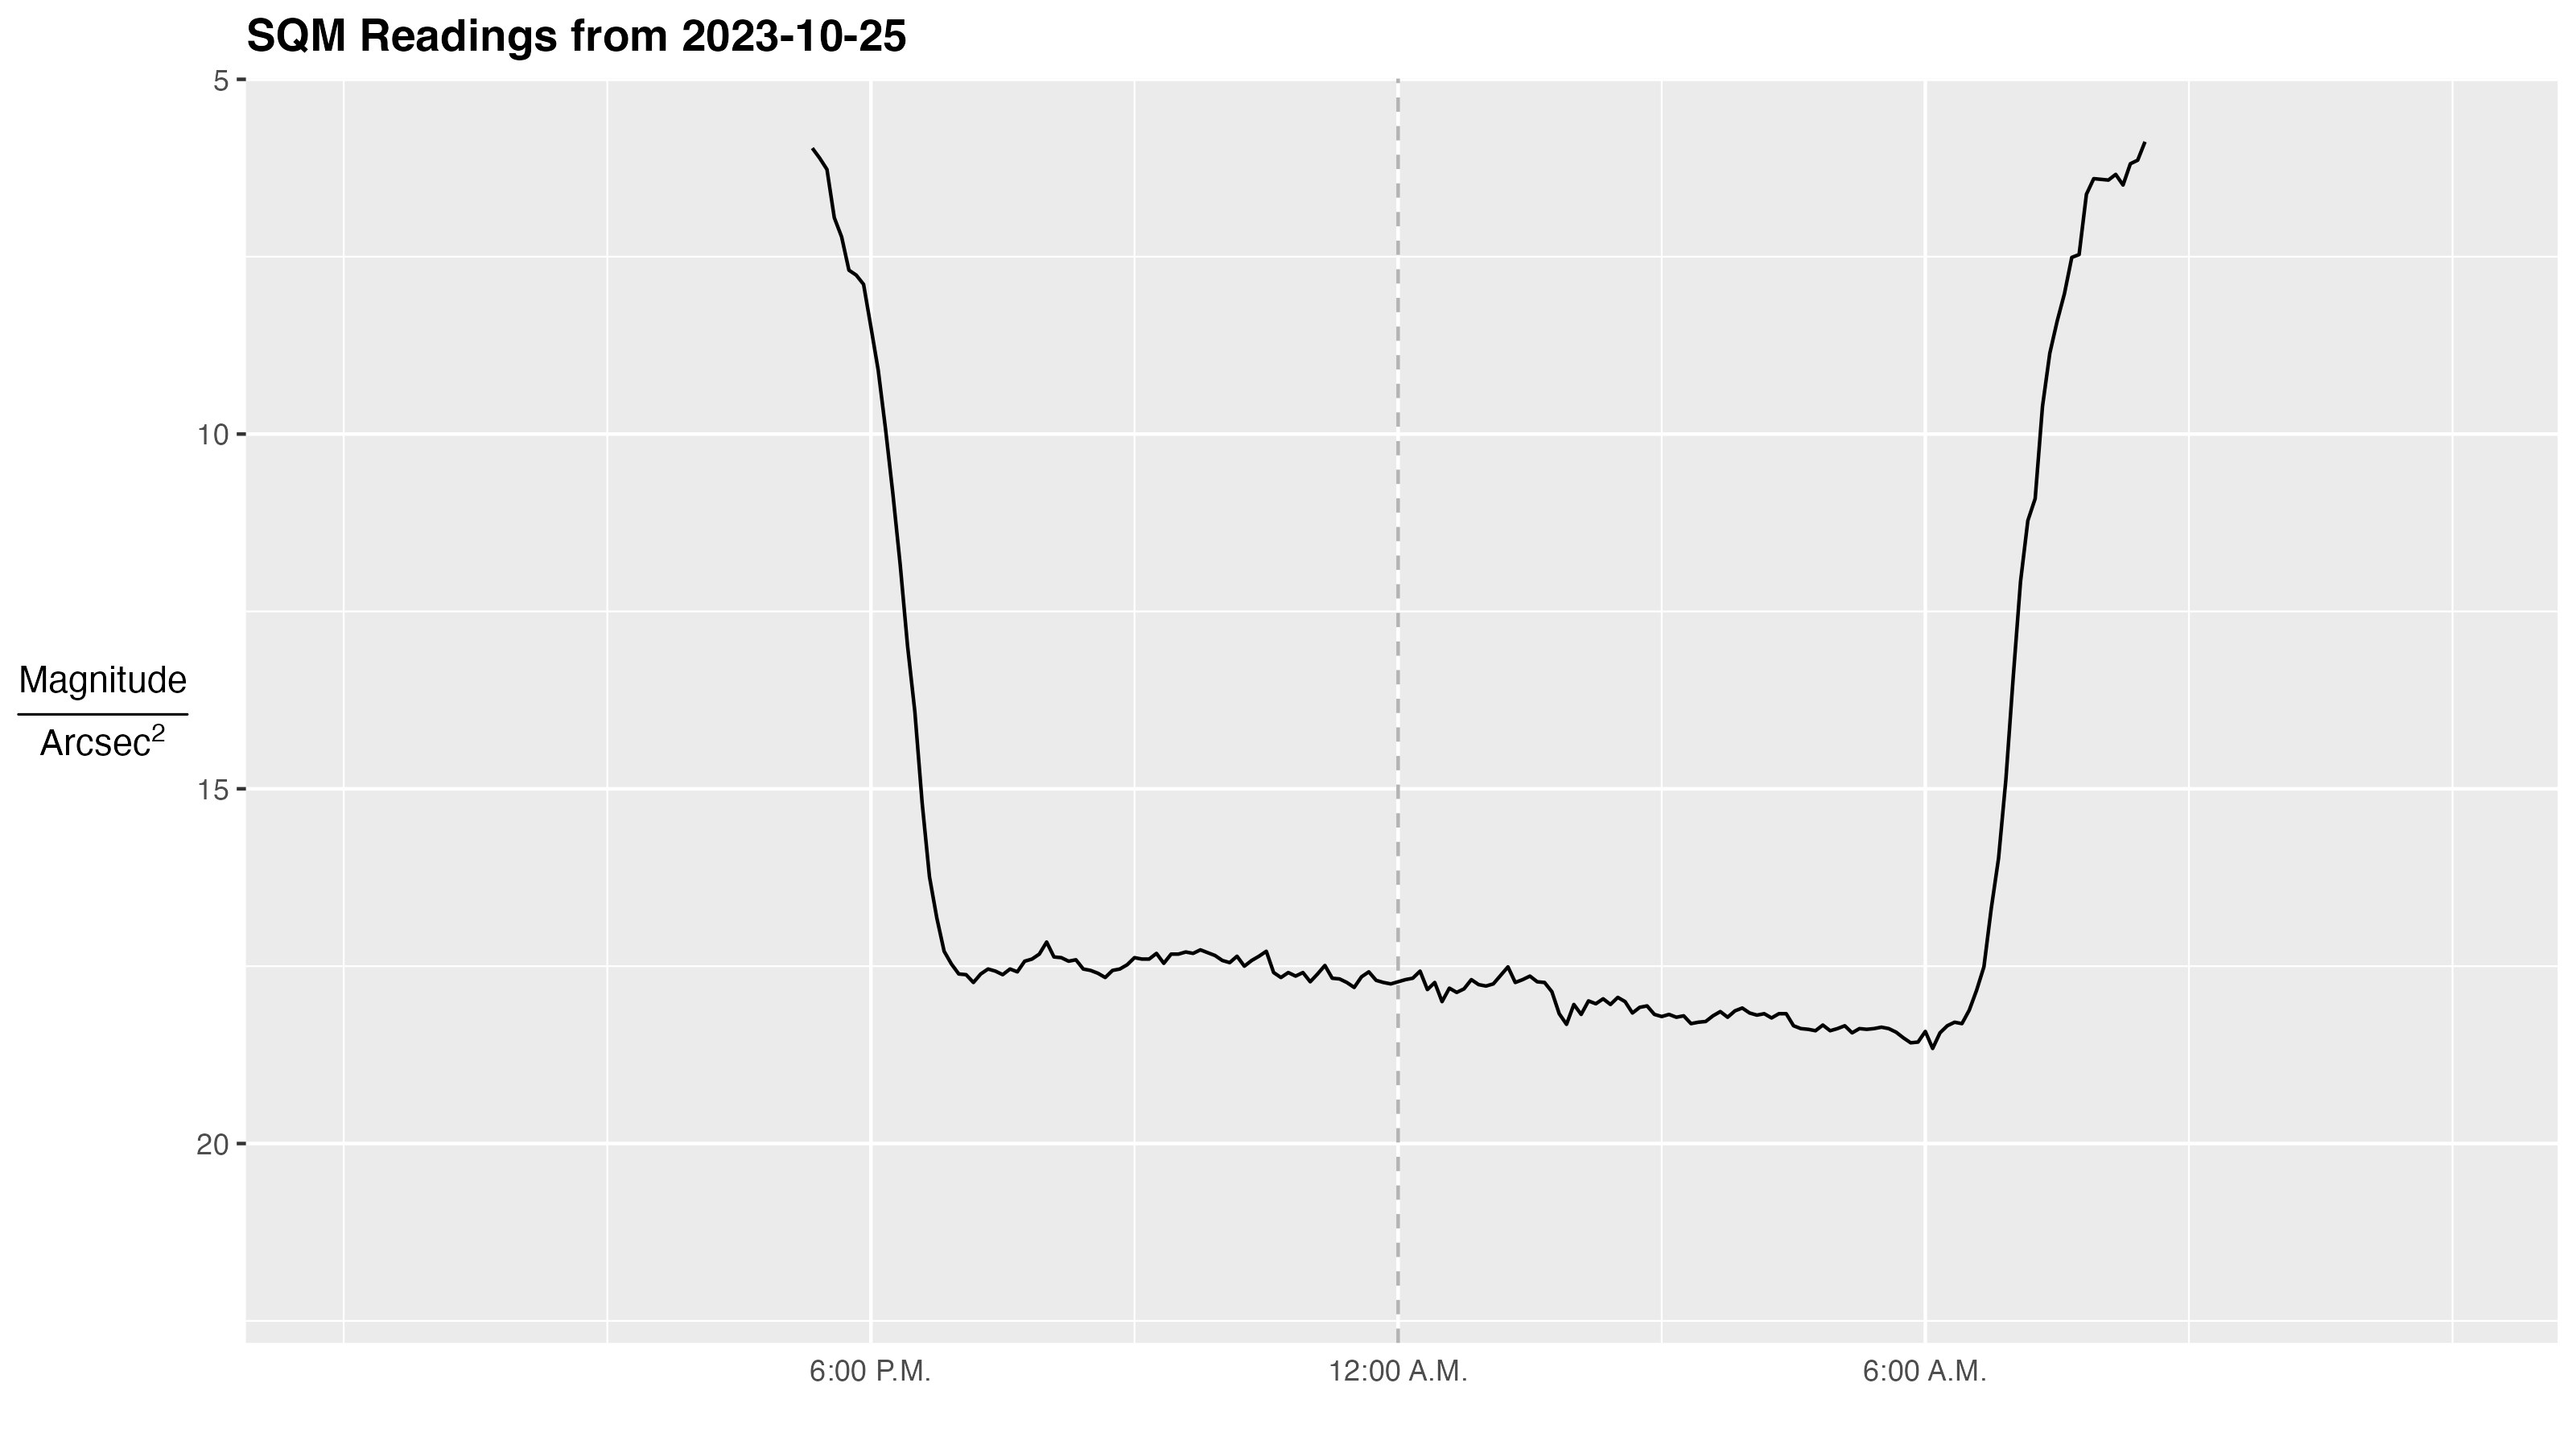 SQM Readings from 2023-10-25
5
10
15
20
Magnitude
Arcsec²
6:00 P.M.
12:00 A.M.
6:00 A.M.